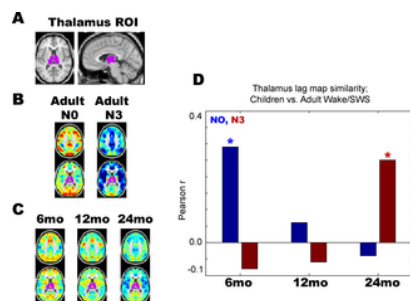 A Thalamus ROI
B Adult Adult
N0 N3
C 6mo 12mo 24mo
D
Thalamus lag map similarity;
Children vs. Adult Wake/SWS
0.4
NO, N3
* *
Pearson r
0.0
-0.1
6mo 12mo 24mo